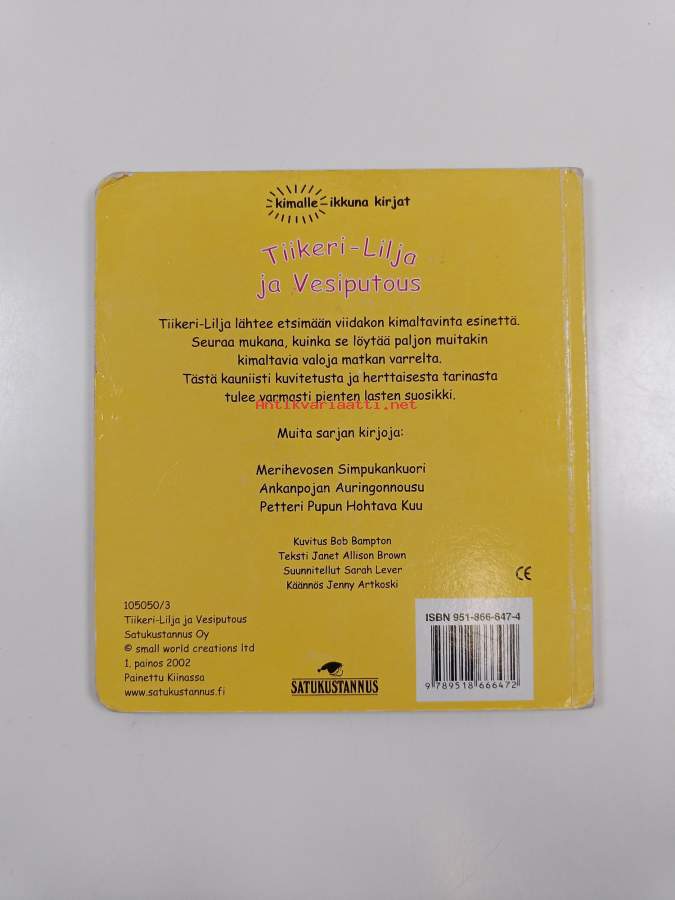 kimalle ikkuna kirjat
Tiikeri-Lilja
ja Vesiputous
Tiikeri-Lilja lähtee etsimään viidakon kimaltavinta esinettä.
Seuraa mukana, kuinka se löytää paljon muitakin
kimaltavia valoja matkan varrelta.
Tästä kauniisti kuvitetusta ja herttaisesta tarinasta
tulee varmosti pienten lasten suosikki.
Antikvariaatti.net
Muita sarjan kirjoja:
Merihevosen Simpukankuori
Ankanpojan Auringonnousu
Petteri Pupun Hohtava Kuu
Kuvitus Bob Bampton
Teksti Janet Allison Brown
Suunnitellut Sarah Lever
Käännös Jenny Artkoski
CE
105050/3
Tiikeri-Lilja ja Vesiputous
Satukustannus Oy
© small world creations ltd
1. painos 2002
Painettu Kiinassa
www.satukustannus.fi
SATUKUSTANNUS
ISBN 951-866-647-4
9 789518 666472